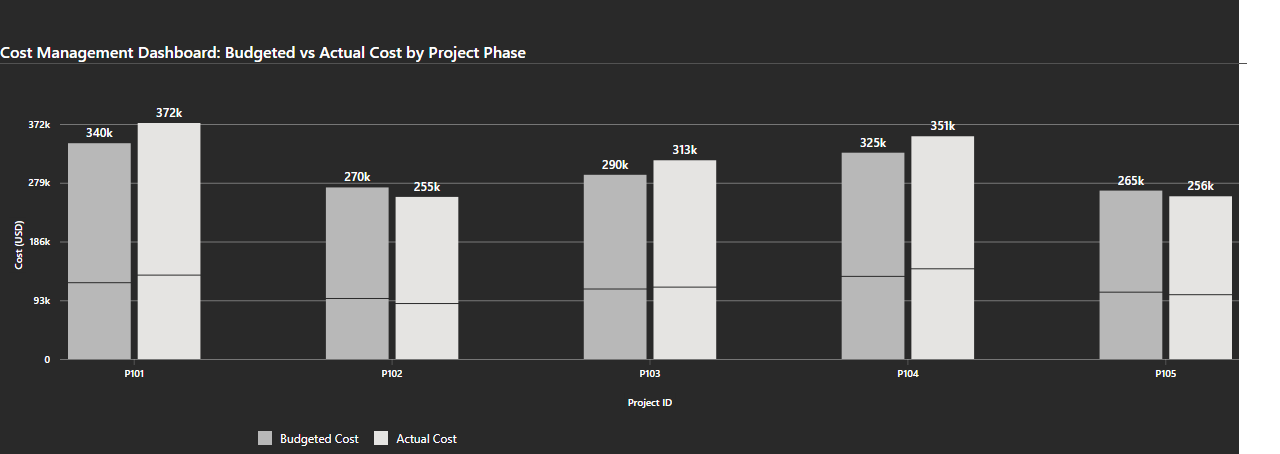 Cost Management Dashboard: Budgeted vs Actual Cost by Project Phase
372k
340k
372k
351k
325k
313k
290k
279k
270k
255k
265k
256k
Cost (USD)
186k
93k
0
P101
P102
P103
P104
P105
Project ID
Budgeted Cost
Actual Cost